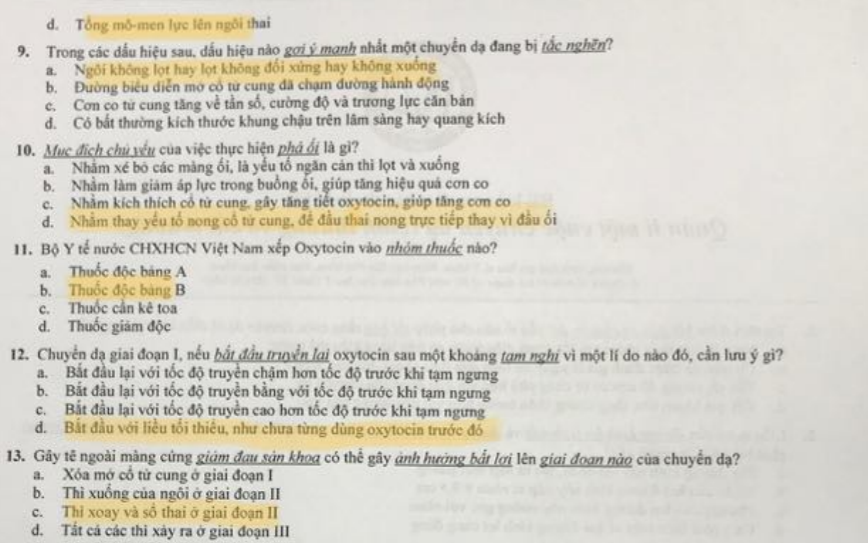 d. Tổng mô-men lực lên ngôi thai
9. Trong các dấu hiệu sau, dấu hiệu nào gợi ý mạnh nhất một chuyển dạ đang bị tắc nghẽn?
a. Ngôi không lọt hay lọt không đối xứng hay không xuống
b. Đường biểu diễn mở cổ tử cung đã chạm đường hành động
c. Cơn co tử cung tăng về tần số, cường độ và trương lực căn bản
d. Có bất thường kích thước khung chậu trên lâm sàng hay quang kích
10. Mục đích chủ yếu của việc thực hiện phá ối là gì?
a. Nhằm xé bỏ các màng ối, là yếu tố ngăn cản thì lọt và xuống
b. Nhằm làm giảm áp lực trong buồng ối, giúp tăng hiệu quả cơn co
c. Nhằm kích thích cổ tử cung, gây tăng tiết oxytocin, giúp tăng cơn co
d. Nhằm thay yếu tố nong cổ tử cung, để đầu thai nong trực tiếp thay vì đầu ối
11. Bộ Y tế nước CHXHCN Việt Nam xếp Oxytocin vào nhóm thuốc nào?
a. Thuốc độc bảng A
b. Thuốc độc bảng B
c. Thuốc cần kê toa
d. Thuốc giảm độc
12. Chuyển dạ giai đoạn I, nếu bắt đầu truyền lại oxytocin sau một khoảng tạm nghỉ vì một lí do nào đó, cần lưu ý gì?
a. Bắt đầu lại với tốc độ truyền chậm hơn tốc độ trước khi tạm ngưng
b. Bắt đầu lại với tốc độ truyền bằng với tốc độ trước khi tạm ngưng
c. Bắt đầu lại với tốc độ truyền cao hơn tốc độ trước khi tạm ngưng
d. Bắt đầu với liều tối thiểu, như chưa từng dùng oxytocin trước đó
13. Gây tê ngoài màng cứng giảm đau sản khoa có thể gây ảnh hưởng bất lợi lên giai đoạn nào của chuyển dạ?
a. Xóa mở cổ tử cung ở giai đoạn I
b. Thì xuống của ngôi ở giai đoạn II
c. Thì xoay và sổ thai ở giai đoạn II
d. Tất cả các thì xảy ra ở giai đoạn III